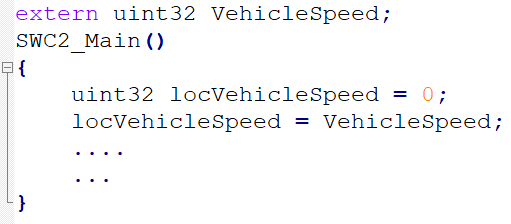 extern uint32 VehicleSpeed;
SWC2_Main()
{
uint32 locVehicleSpeed = 0;
locVehicleSpeed = VehicleSpeed;
....
...
}